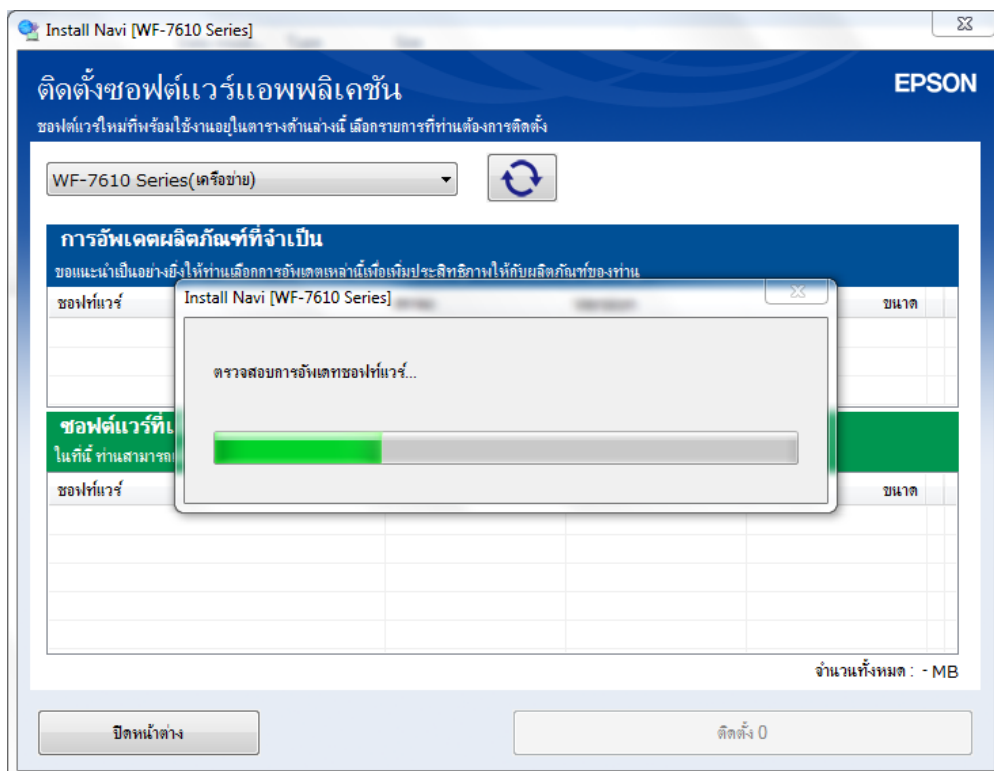 Install Navi [WF-7610 Series]
ติดตั้งซอฟต์แวร์แอพพลิเคชัน
EPSON
ซอฟต์แวร์ใหม่ที่พร้อมใช้งานอยู่ในตารางด้านล่างนี้ เลือกรายการที่ท่านต้องการติดตั้ง
WF-7610 Series(เครือข่าย)
การอัพเดตผลิตภัณฑ์ที่จำเป็น
ขอแนะนำเป็นอย่างยิ่งให้ท่านเลือกการอัพเดตเหล่านี้เพื่อเพิ่มประสิทธิภาพให้กับผลิตภัณฑ์ของท่าน
ซอฟท์แวร์
ขนาด
Install Navi [WF-7610 Series]
ตรวจสอบการอัพเดทซอฟท์แวร์...
ซอฟต์แวร์ที่
ในที่นี้ ท่านสามารถ
ซอฟท์แวร์
ขนาด
จำนวนทั้งหมด : - MB
ปิดหน้าต่าง
ติดตั้ง 0